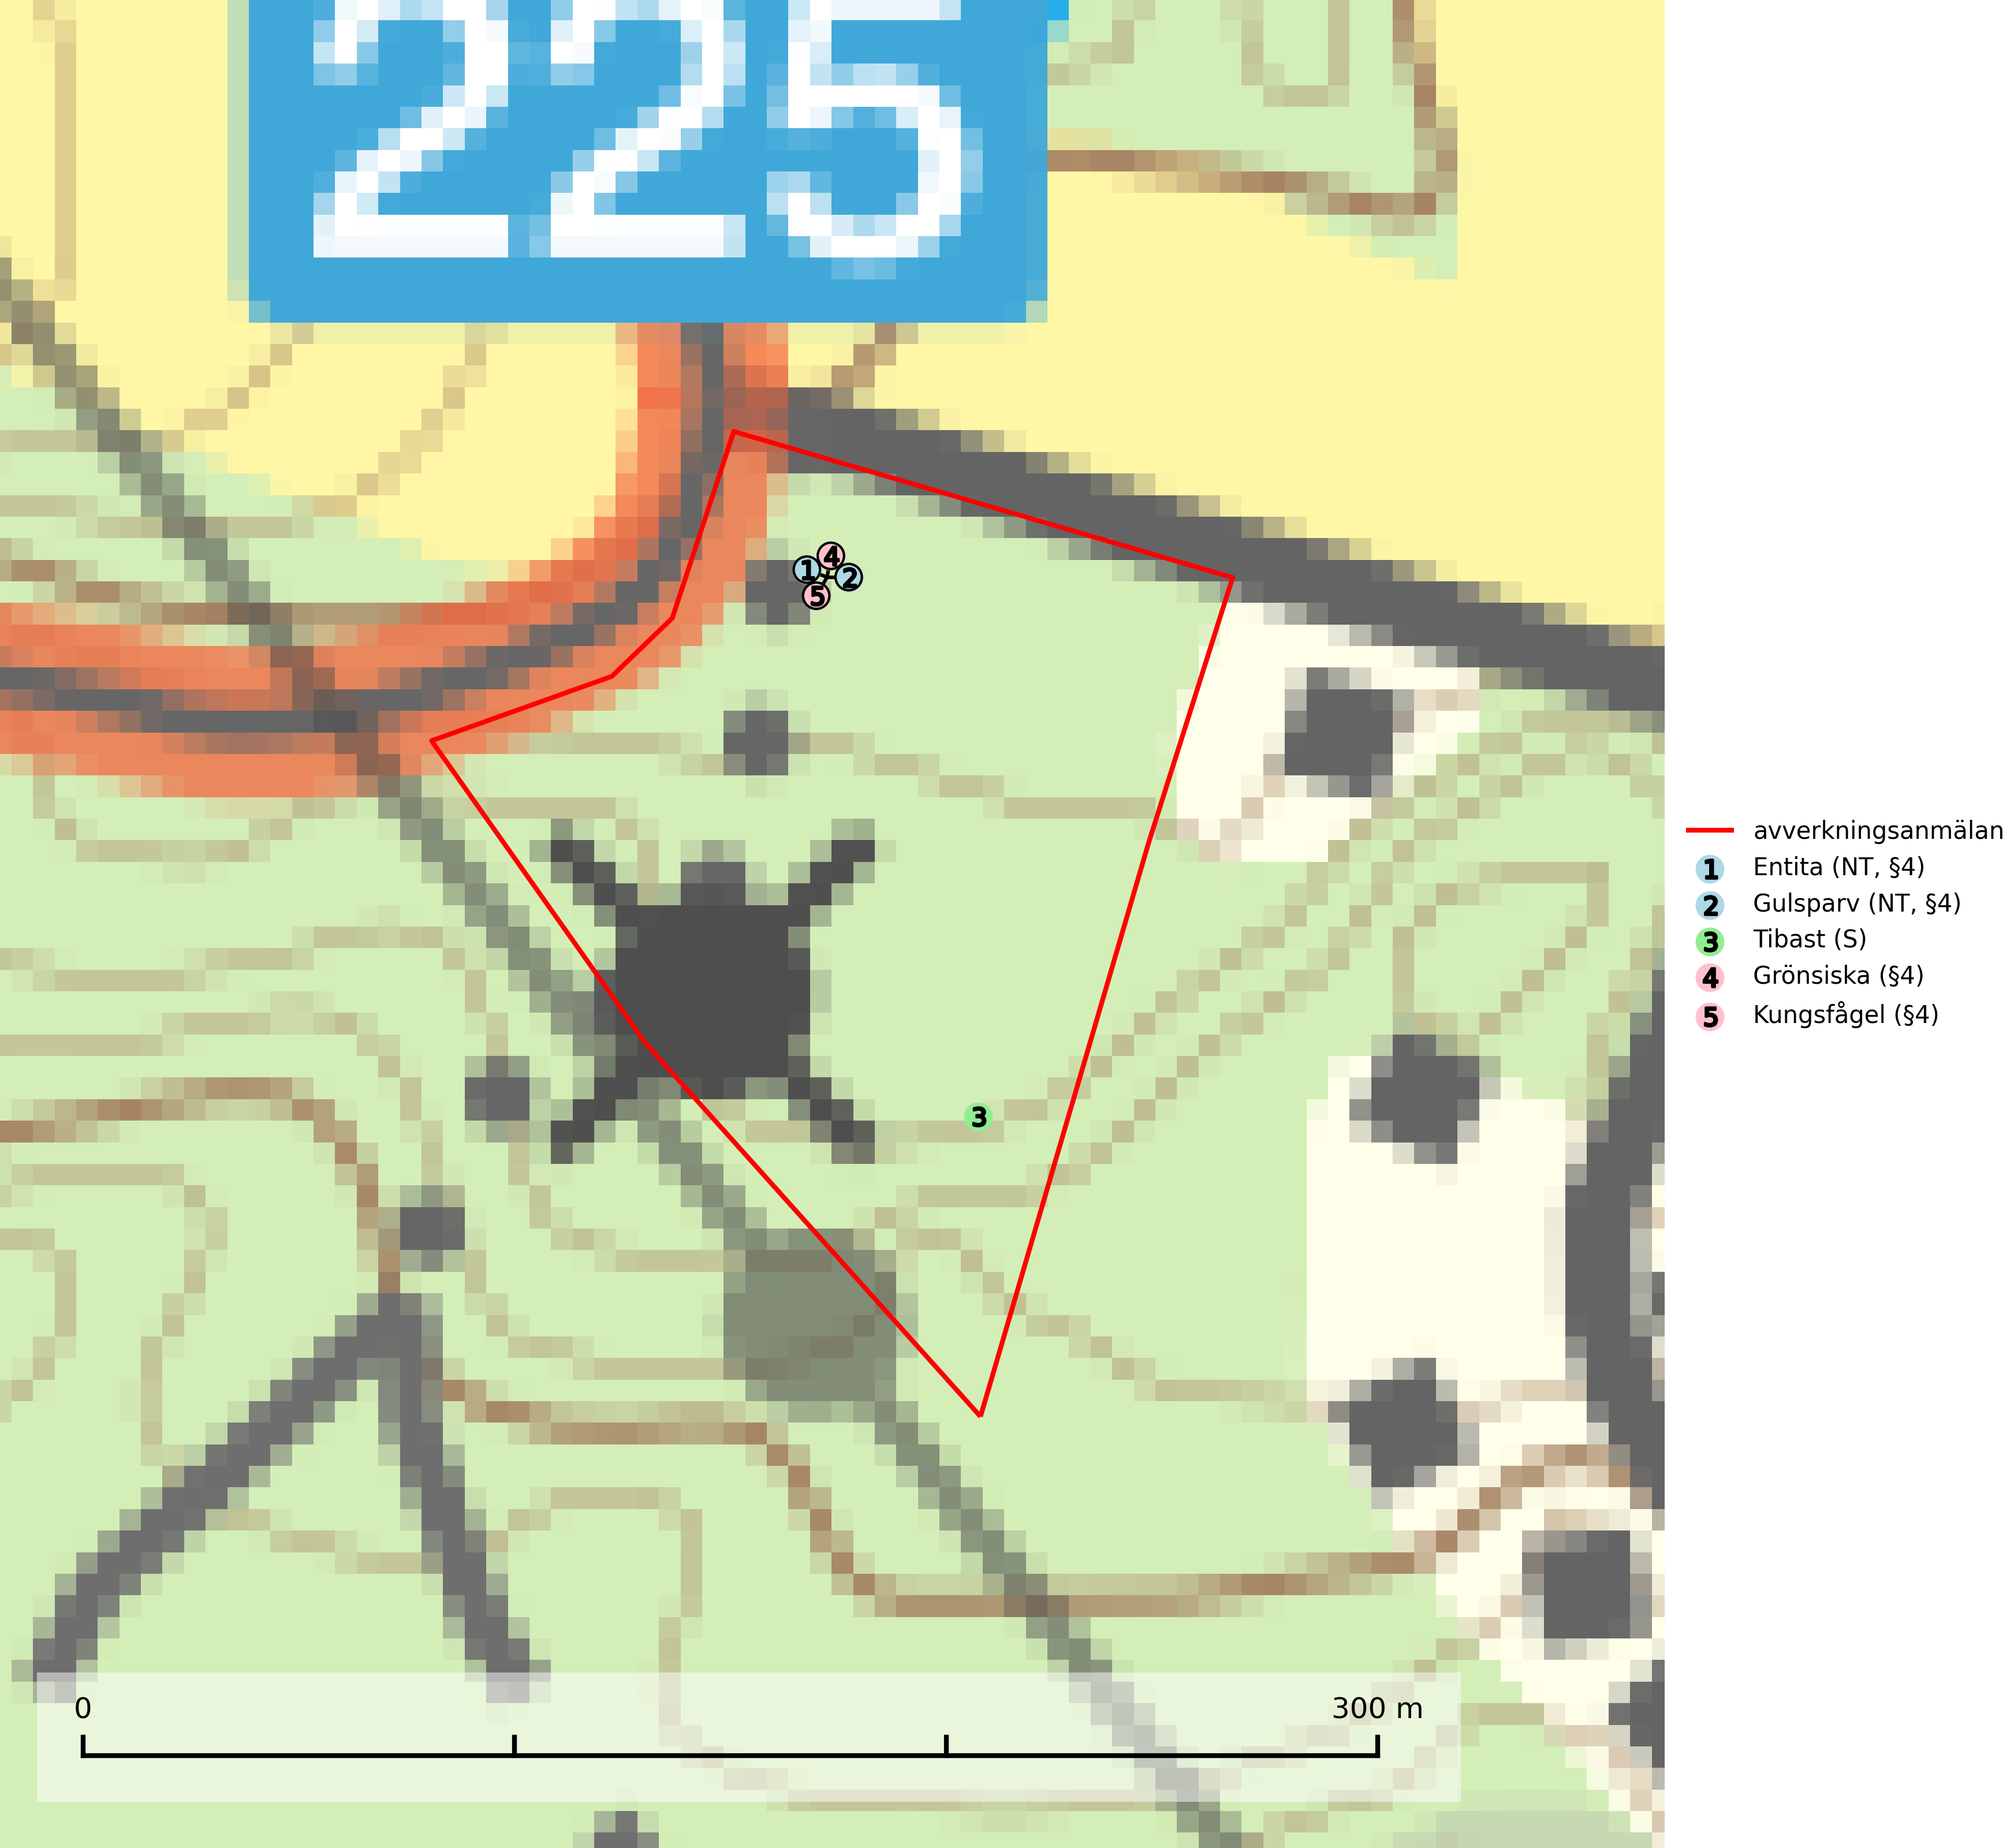 225
4
1
2
5
3
avverkningsanmälan
1 Entita (NT, §4)
2 Gulsparv (NT, §4)
3 Tibast (S)
4 Grönsiska (§4)
5 Kungsfågel (§4)
0 300 m